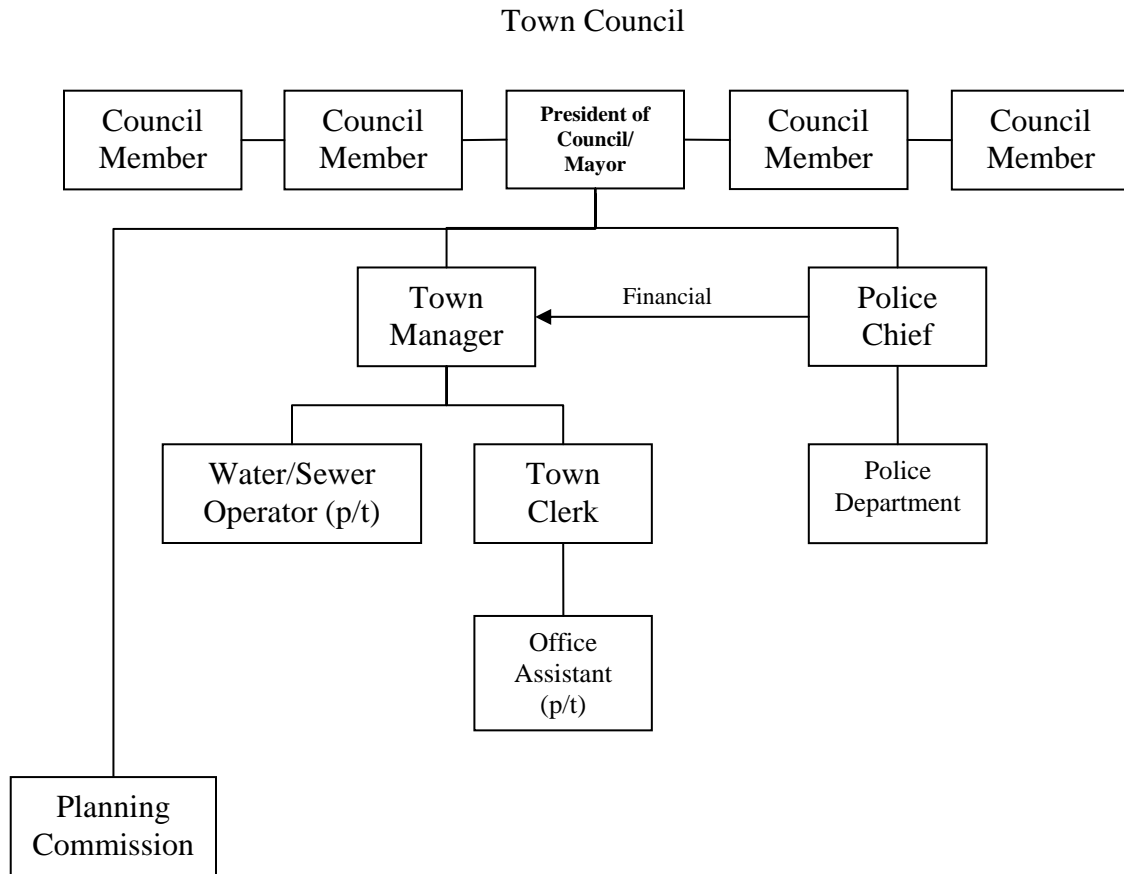 Town Council
Council
Member
Council
Member
President of
Council/
Mayor
Council
Member
Council
Member
Town
Manager
Financial
Police
Chief
Water/Sewer
Operator (p/t)
Town
Clerk
Police
Department
Office
Assistant
(p/t)
Planning
Commission